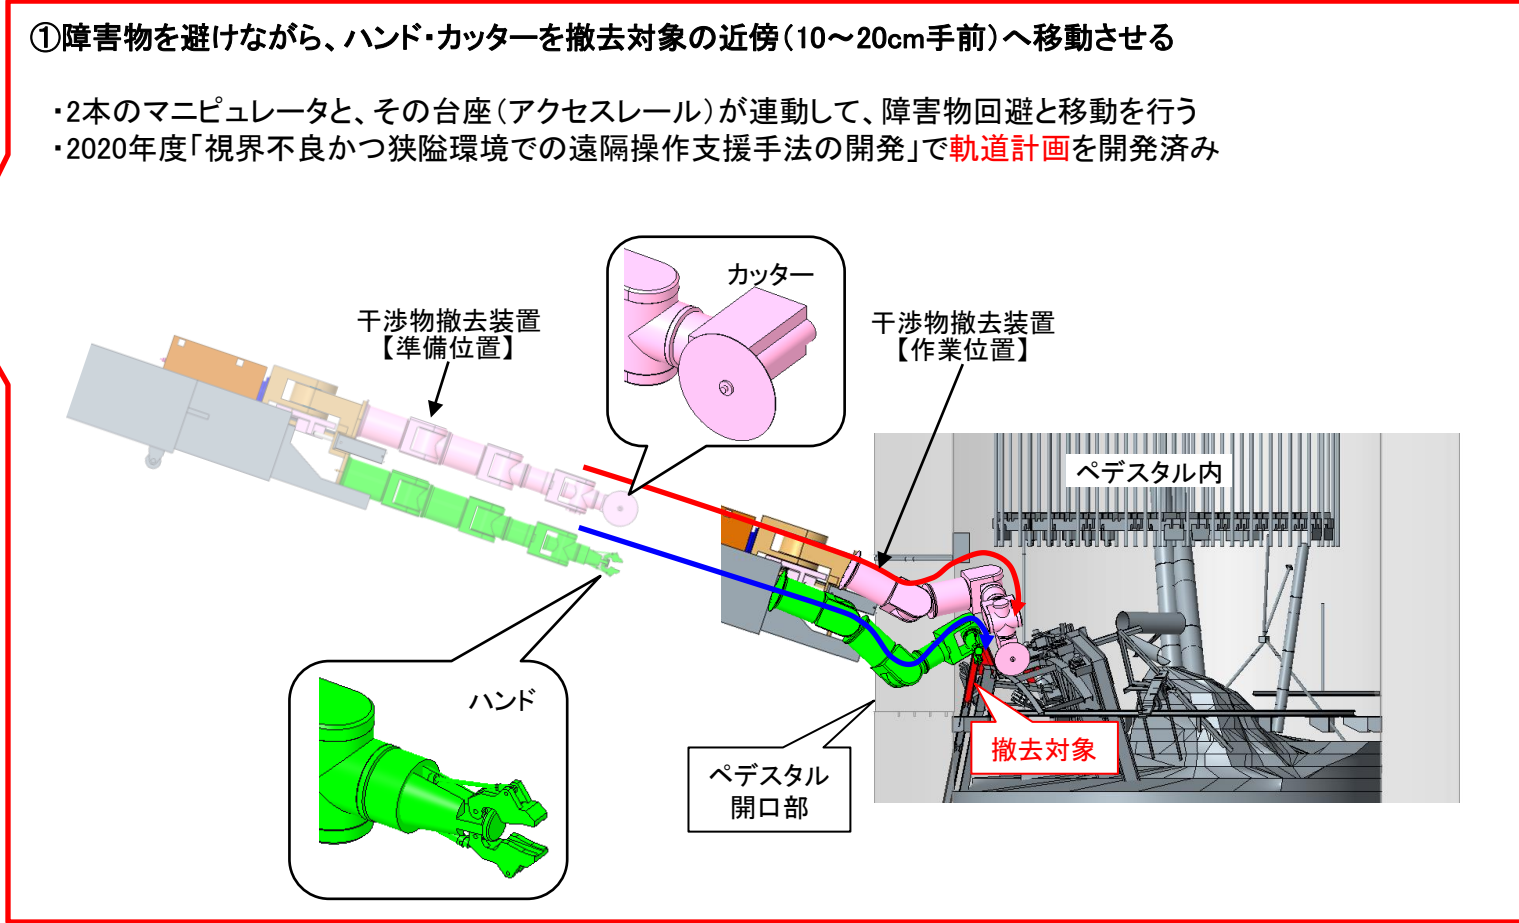 ①障害物を避けながら、ハンド・カッターを撤去対象の近傍(10~20cm手前)へ移動させる
・2本のマニピュレータと、その台座(アクセスレール)が連動して、障害物回避と移動を行う
・2020年度「視界不良かつ狭隘環境での遠隔操作支援手法の開発」で軌道計画を開発済み
カッター
干渉物撤去装置
【準備位置】
干渉物撤去装置
【作業位置】
ペデスタル内
ハンド
撤去対象
ペデスタル
開口部